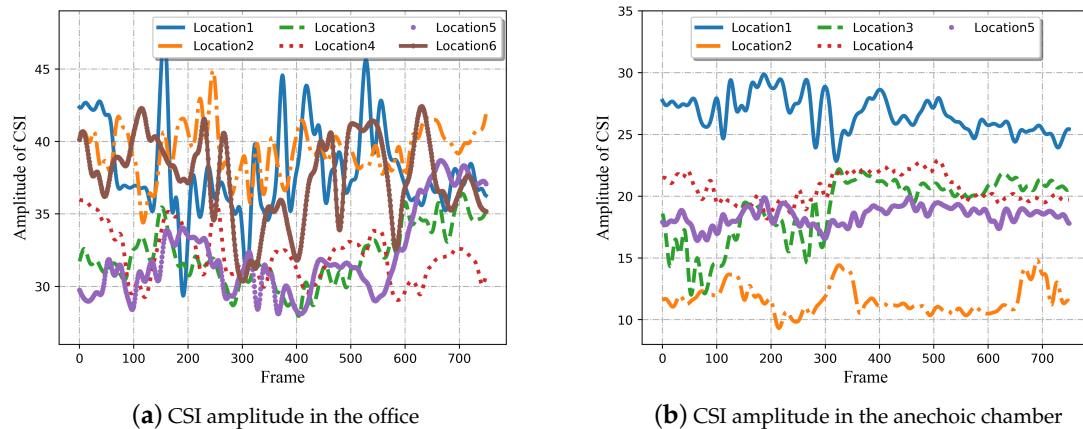 Location1 Location3 Location5
Location2 Location4 Location6
45
40
35
30
Amplitude of CSI
0 100 200 300 400 500 600 700
Frame
(a) CSI amplitude in the office
35
Location1 Location3 Location5
Location2 Location4
30
25
20
15
10
Amplitude of CSI
0 100 200 300 400 500 600 700
Frame
(b) CSI amplitude in the anechoic chamber